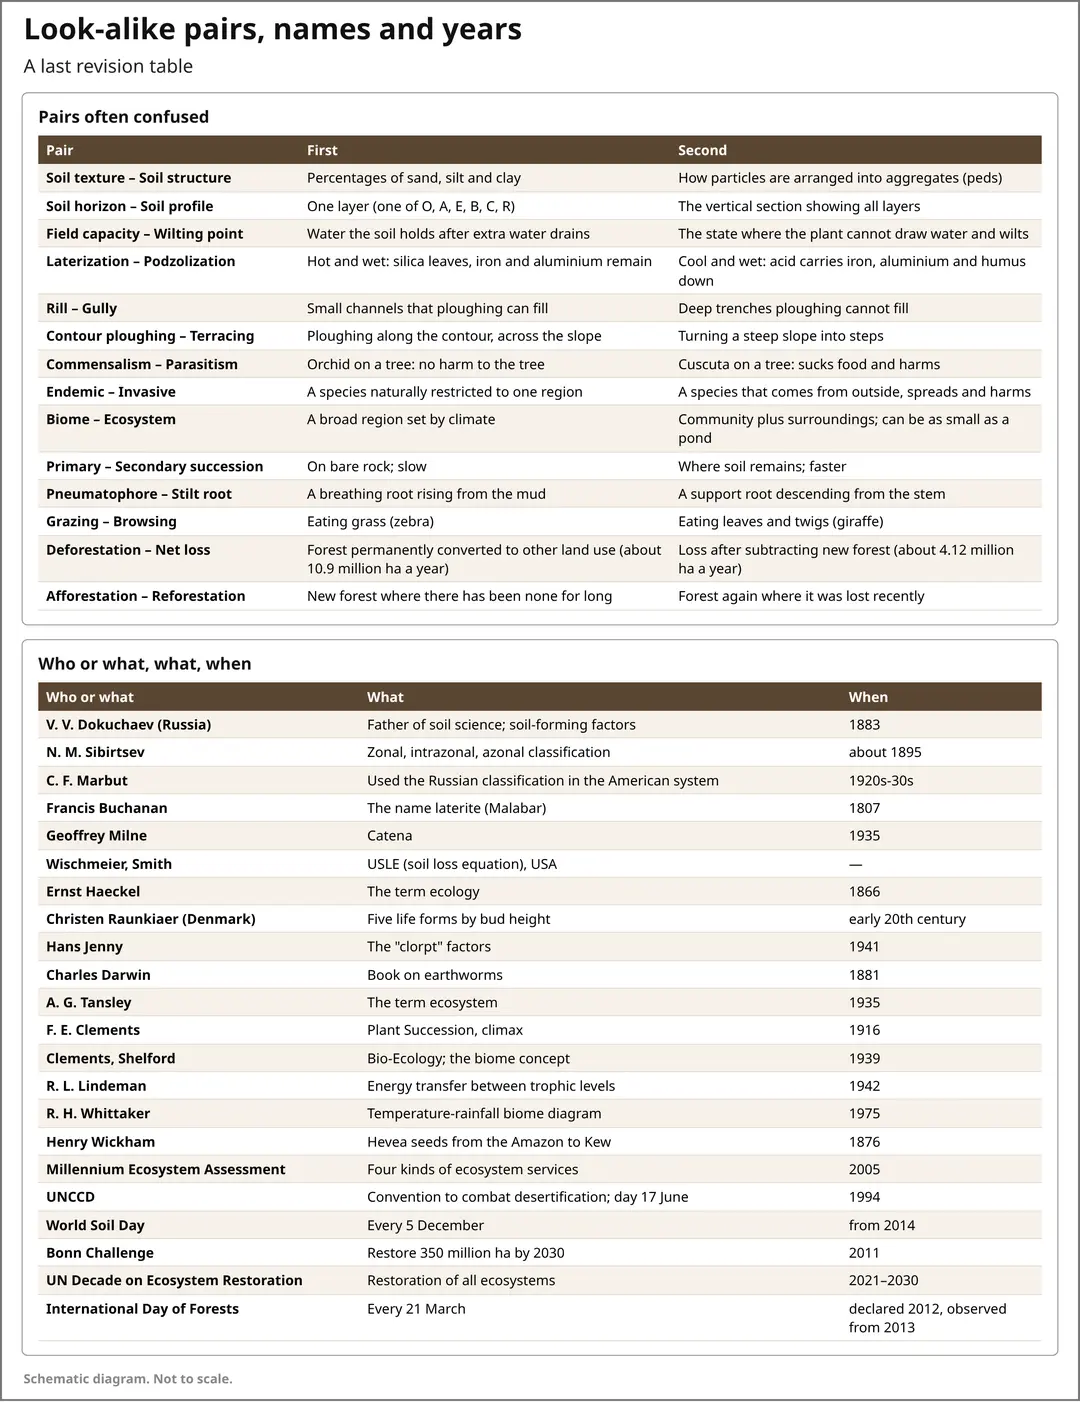 Look-alike pairs, names and years
A last revision table
Pairs often confused
Pair First Second
Soil texture – Soil structure Percentages of sand, silt and clay How particles are arranged into aggregates (peds)
Soil horizon – Soil profile One layer (one of O, A, E, B, C, R) The vertical section showing all layers
Field capacity – Wilting point Water the soil holds after extra water drains The state where the plant cannot draw water and wilts
Laterization – Podzolization Hot and wet: silica leaves, iron and aluminium remain Cool and wet: acid carries iron, aluminium and humus
down
Rill – Gully Small channels that ploughing can fill Deep trenches ploughing cannot fill
Contour ploughing – Terracing Ploughing along the contour, across the slope Turning a steep slope into steps
Commensalism – Parasitism Orchid on a tree: no harm to the tree Cuscuta on a tree: sucks food and harms
Endemic – Invasive A species naturally restricted to one region A species that comes from outside, spreads and harms
Biome – Ecosystem A broad region set by climate Community plus surroundings; can be as small as a
pond
Primary – Secondary succession On bare rock; slow Where soil remains; faster
Pneumatophore – Stilt root A breathing root rising from the mud A support root descending from the stem
Grazing – Browsing Eating grass (zebra) Eating leaves and twigs (giraffe)
Deforestation – Net loss Forest permanently converted to other land use (about Loss after subtracting new forest (about 4.12 million
10.9 million ha a year) ha a year)
Afforestation – Reforestation New forest where there has been none for long Forest again where it was lost recently
Who or what, what, when
Who or what What When
V. V. Dokuchaev (Russia) Father of soil science; soil-forming factors 1883
N. M. Sibirtsev Zonal, intrazonal, azonal classification about 1895
C. F. Marbut Used the Russian classification in the American system 1920s-30s
Francis Buchanan The name laterite (Malabar) 1807
Geoffrey Milne Catena 1935
Wischmeier, Smith USLE (soil loss equation), USA —
Ernst Haeckel The term ecology 1866
Christen Raunkiaer (Denmark) Five life forms by bud height early 20th century
Hans Jenny The "clorpt" factors 1941
Charles Darwin Book on earthworms 1881
A. G. Tansley The term ecosystem 1935
F. E. Clements Plant Succession, climax 1916
Clements, Shelford Bio-Ecology; the biome concept 1939
R. L. Lindeman Energy transfer between trophic levels 1942
R. H. Whittaker Temperature-rainfall biome diagram 1975
Henry Wickham Hevea seeds from the Amazon to Kew 1876
Millennium Ecosystem Assessment Four kinds of ecosystem services 2005
UNCCD Convention to combat desertification; day 17 June 1994
World Soil Day Every 5 December from 2014
Bonn Challenge Restore 350 million ha by 2030 2011
UN Decade on Ecosystem Restoration Restoration of all ecosystems 2021–2030
International Day of Forests Every 21 March declared 2012, observed
from 2013
Schematic diagram. Not to scale.